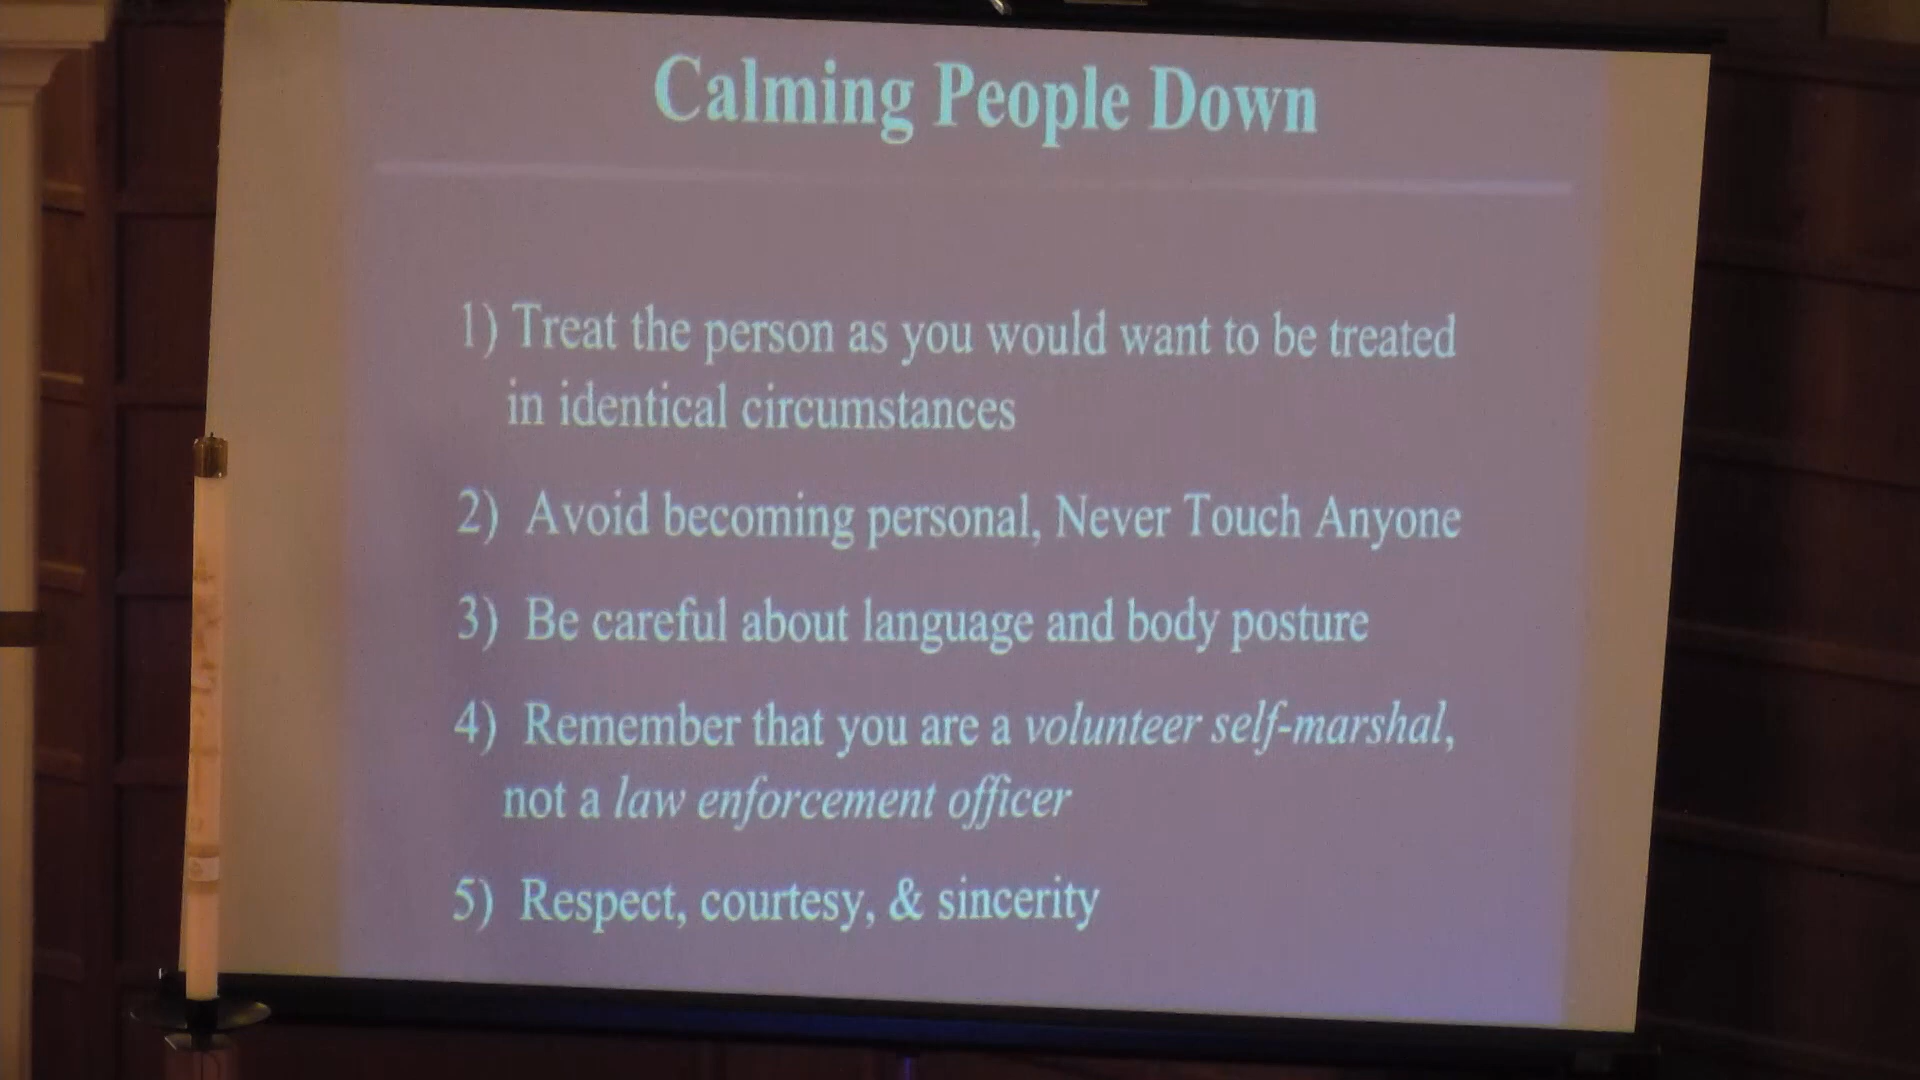 Calming People Down
1) Treat the person as you would want to be treated
in identical circumstances
2) Avoid becoming personal, Never Touch Anyone
3) Be careful about language and body posture
4) Remember that you are a volunteer self-marshal,
not a law enforcement officer
5) Respect, courtesy, & sincerity